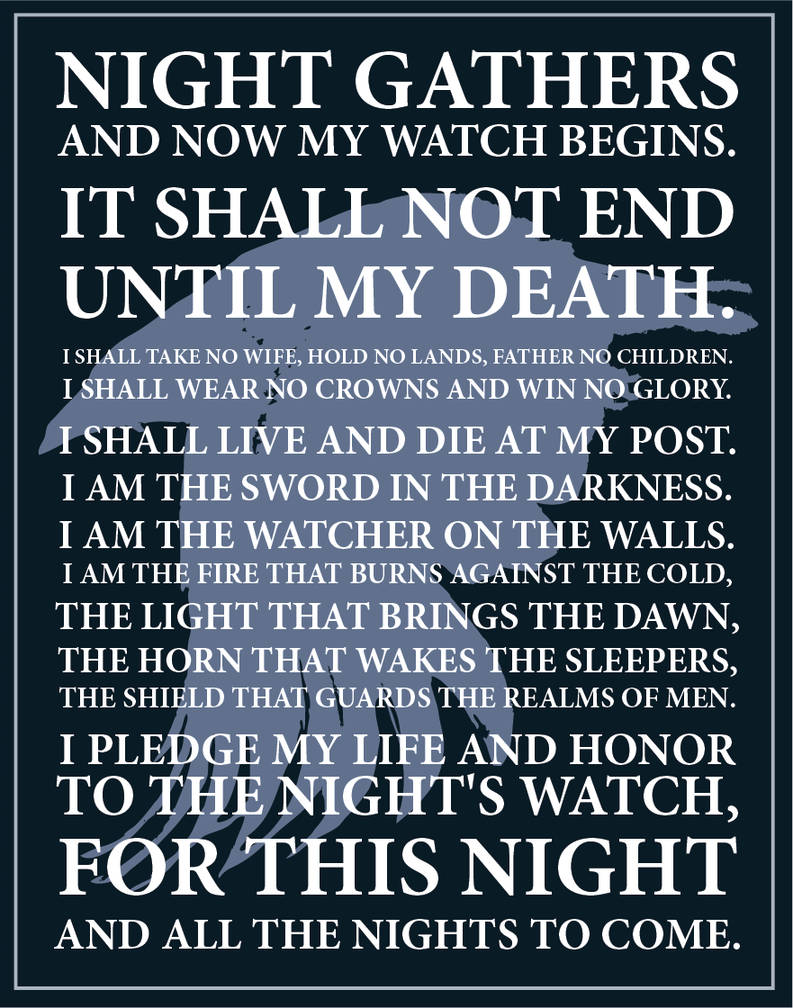 NIGHT GATHERS
AND NOW MY WATCH BEGINS.
IT SHALL NOT END
UNTIL MY DEATH.
I SHALL TAKE NO WIFE, HOLD NO LANDS, FATHER NO CHILDREN.
I SHALL WEAR NO CROWNS AND WIN NO GLORY.
I SHALL LIVE AND DIE AT MY POST.
I AM THE SWORD IN THE DARKNESS.
I AM THE WATCHER ON THE WALLS.
I AM THE FIRE THAT BURNS AGAINST THE COLD,
THE LIGHT THAT BRINGS THE DAWN,
THE HORN THAT WAKES THE SLEEPERS,
THE SHIELD THAT GUARDS THE REALMS OF MEN.
I PLEDGE MY LIFE AND HONOR
TO THE NIGHT'S WATCH,
FOR THIS NIGHT
AND ALL THE NIGHTS TO COME.